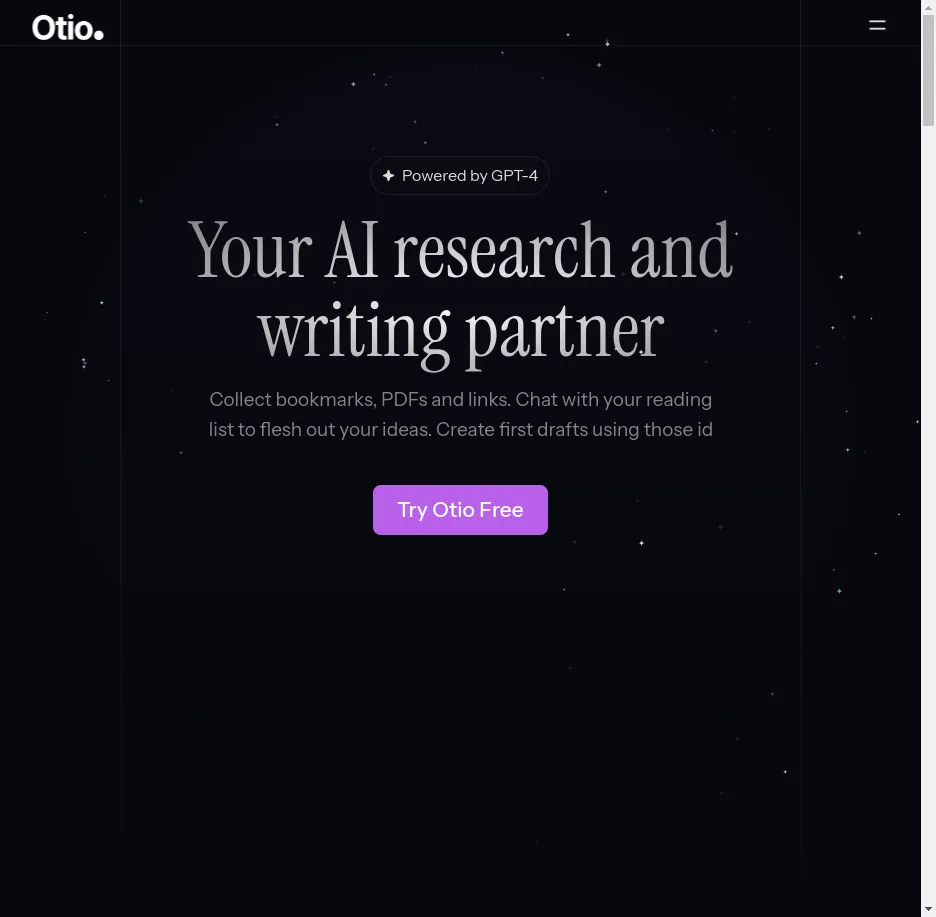 Otio.
Powered by GPT-4
Your AI research and
writing partner
Collect bookmarks, PDFs and links. Chat with your reading
list to flesh out your ideas. Create first drafts using those id
Try Otio Free